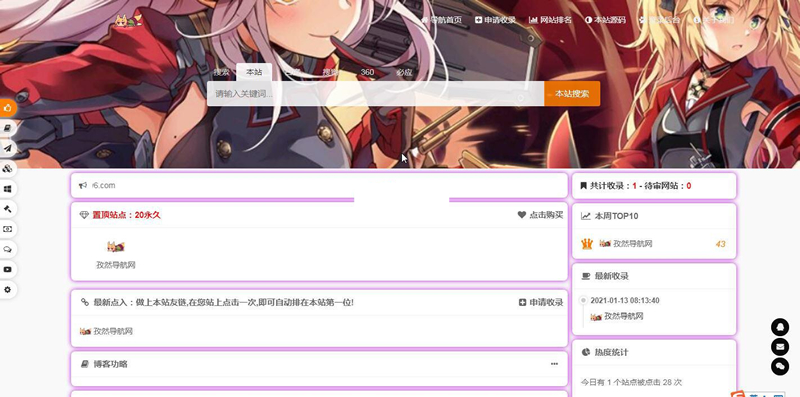 导航首页 申请收录 网站排名 本站源码
搜索 本站 360 必应
请输入关键词... 本站搜索
共计收录：1 - 待审网站：0
置顶站点：20永久 点击购买
孜然导航网
本周TOP10
孜然导航网 43
最新点入：做上本站友链,在您站上点击一次,即可自动排在本站第一位! 申请收录
孜然导航网
最新收录
2021-01-13 08:13:40
孜然导航网
博客功略
热度统计
今日有 1 个站点被点击 28 次